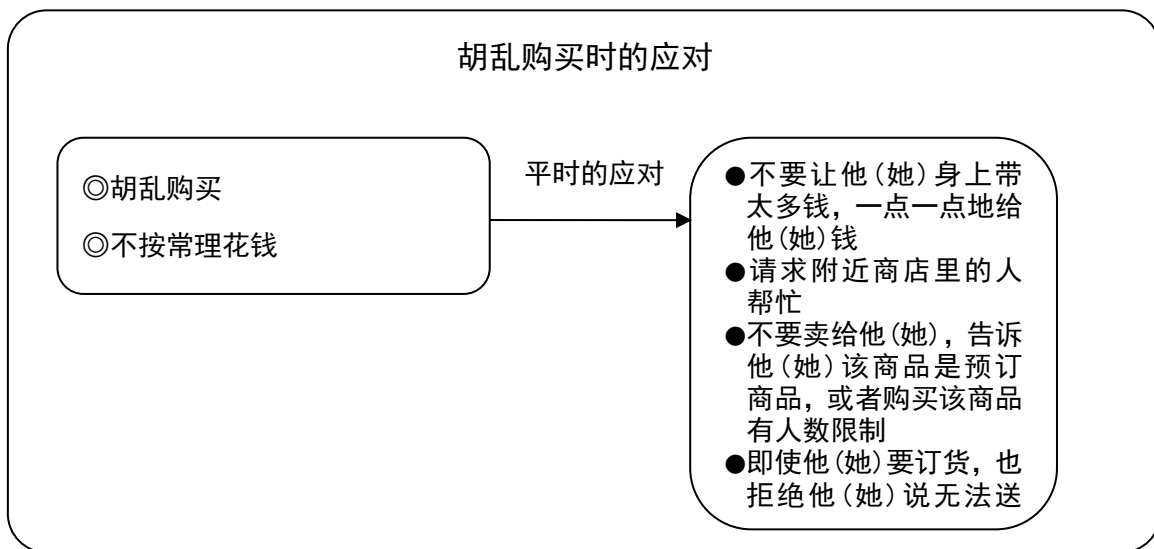 胡乱购买时的应对
◎胡乱购买
◎不按常理花钱
平时的应对
●不要让他(她)身上带
太多钱，一点一点地给
他(她)钱
●请求附近商店里的人
帮忙
●不要卖给他(她)，告诉
他(她)该商品是预订
商品，或者购买该商品
有人数限制
●即使他(她)要订货，也
拒绝他(她)说无法送